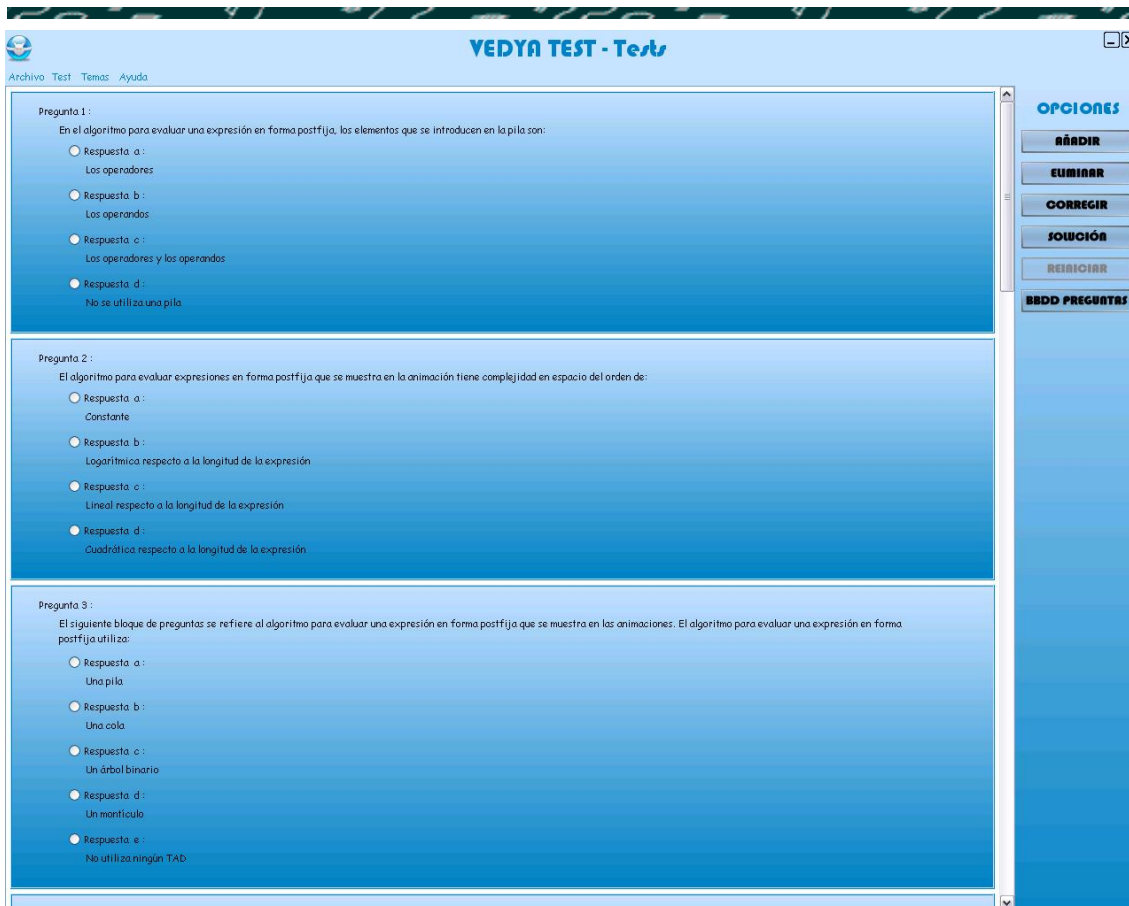 VEDYA TEST - Tests
Archivo Test Temas Ayuda
Pregunta 1 :
En el algoritmo para evaluar una expresión en forma postfija, los elementos que se introducen en la pila son:
Respuesta a :
Los operadores
Respuesta b :
Los operandos
Respuesta c :
Los operadores y los operandos
Respuesta d :
No se utiliza una pila
Pregunta 2 :
El algoritmo para evaluar expresiones en forma postfija que se muestra en la animación tiene complejidad en espacio del orden de:
Respuesta a :
Constante
Respuesta b :
Logarítmica respecto a la longitud de la expresión
Respuesta c :
Lineal respecto a la longitud de la expresión
Respuesta d :
Cuadrática respecto a la longitud de la expresión
Pregunta 3 :
El siguiente bloque de preguntas se refiere al algoritmo para evaluar una expresión en forma postfija que se muestra en las animaciones. El algoritmo para evaluar una expresión en forma
postfija utiliza:
Respuesta a :
Una pila
Respuesta b :
Una cola
Respuesta c :
Un árbol binario
Respuesta d :
Un montículo
Respuesta e :
No utiliza ningún TAD
OPCIONES
AÑADIR
ELIMINAR
CORREGIR
SOLUCIÓN
REINICIAR
BBDD PREGUNTAS